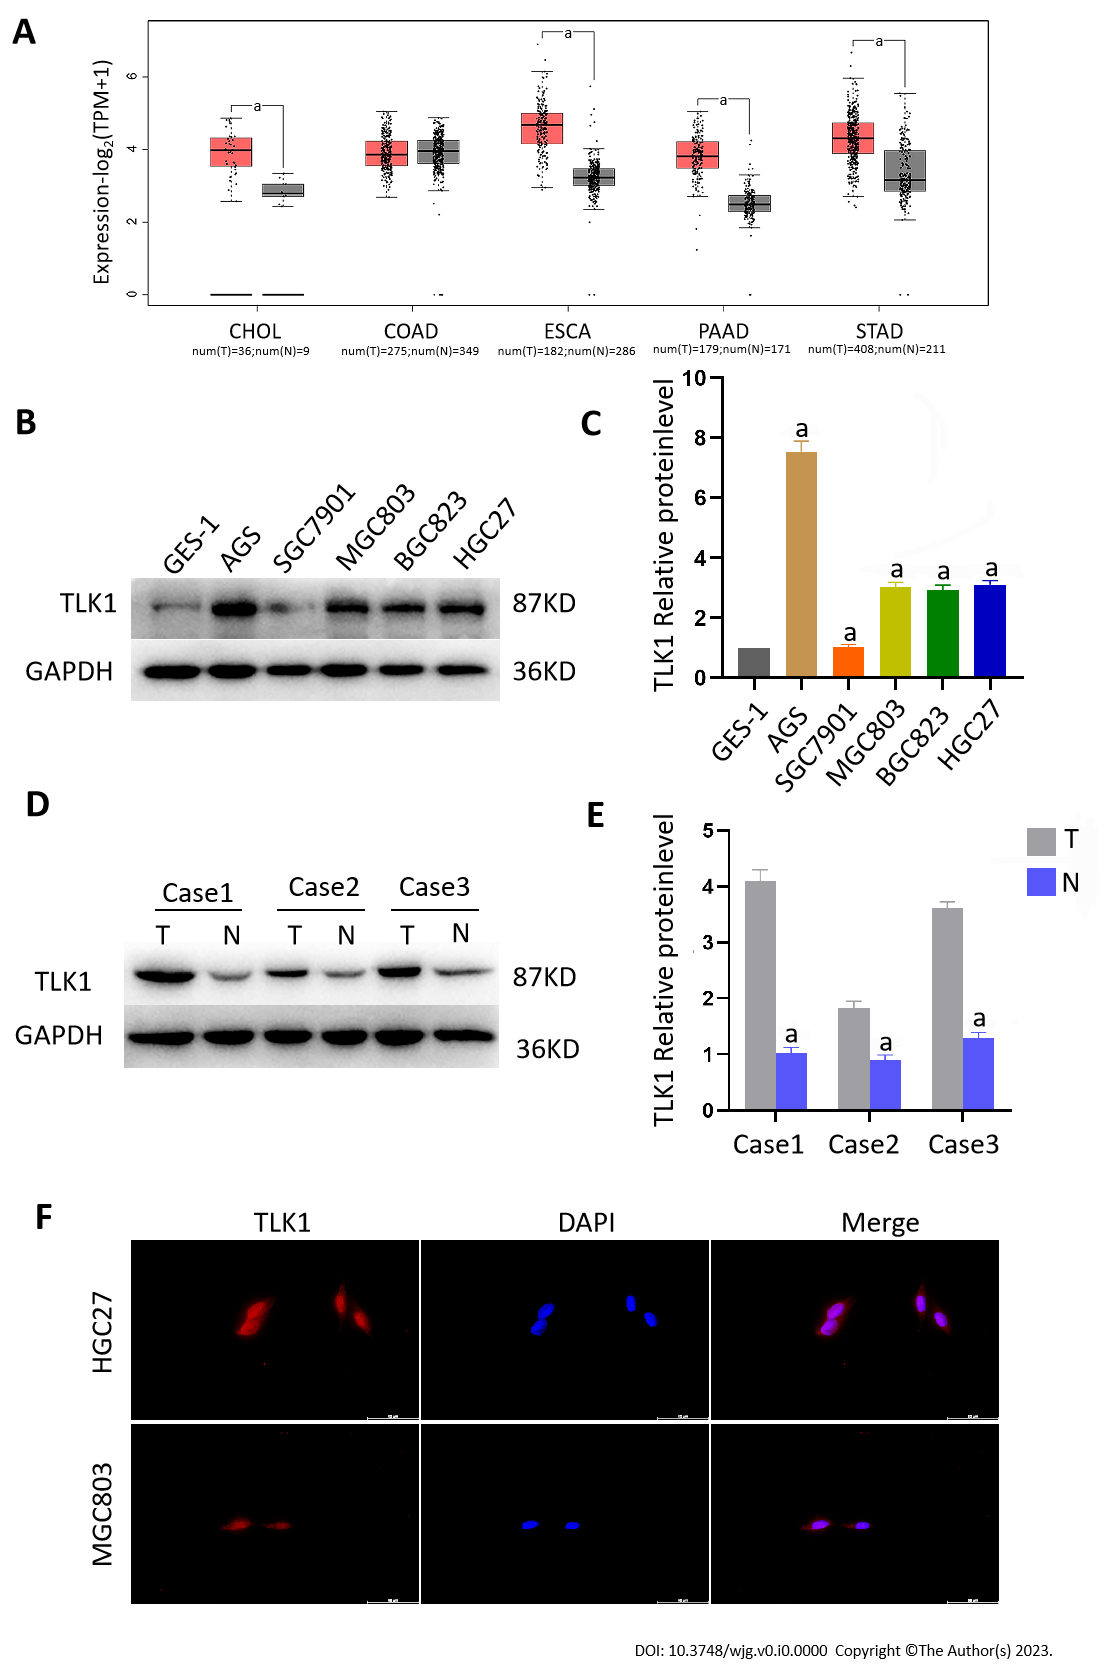 A
Expression-log2(TPM+1)
6
4
2
0
a
a
a
a
CHOL
COAD
ESCA
PAAD
STAD
num(T)=36;num(N)=9
num(T)=275;num(N)=349
num(T)=182;num(N)=286
num(T)=179;num(N)=171
num(T)=408;num(N)=211
B
GES-1
AGS
SGC7901
MGC803
BGC823
HGC27
TLK1
87KD
GAPDH
36KD
C
TLK1 Relative proteinlevel
10
8
6
4
2
0
a
a
a
a
a
GES-1
AGS
SGC7901
MGC803
BGC823
HGC27
D
Case1
Case2
Case3
T N T N T N
TLK1
87KD
GAPDH
36KD
E
TLK1 Relative proteinlevel
5
4
3
2
1
0
a
a
a
Case1
Case2
Case3
T
N
F
TLK1
DAPI
Merge
HGC27
MGC803
DOI: 10.3748/wjg.v0.i0.0000 Copyright ©The Author(s) 2023.